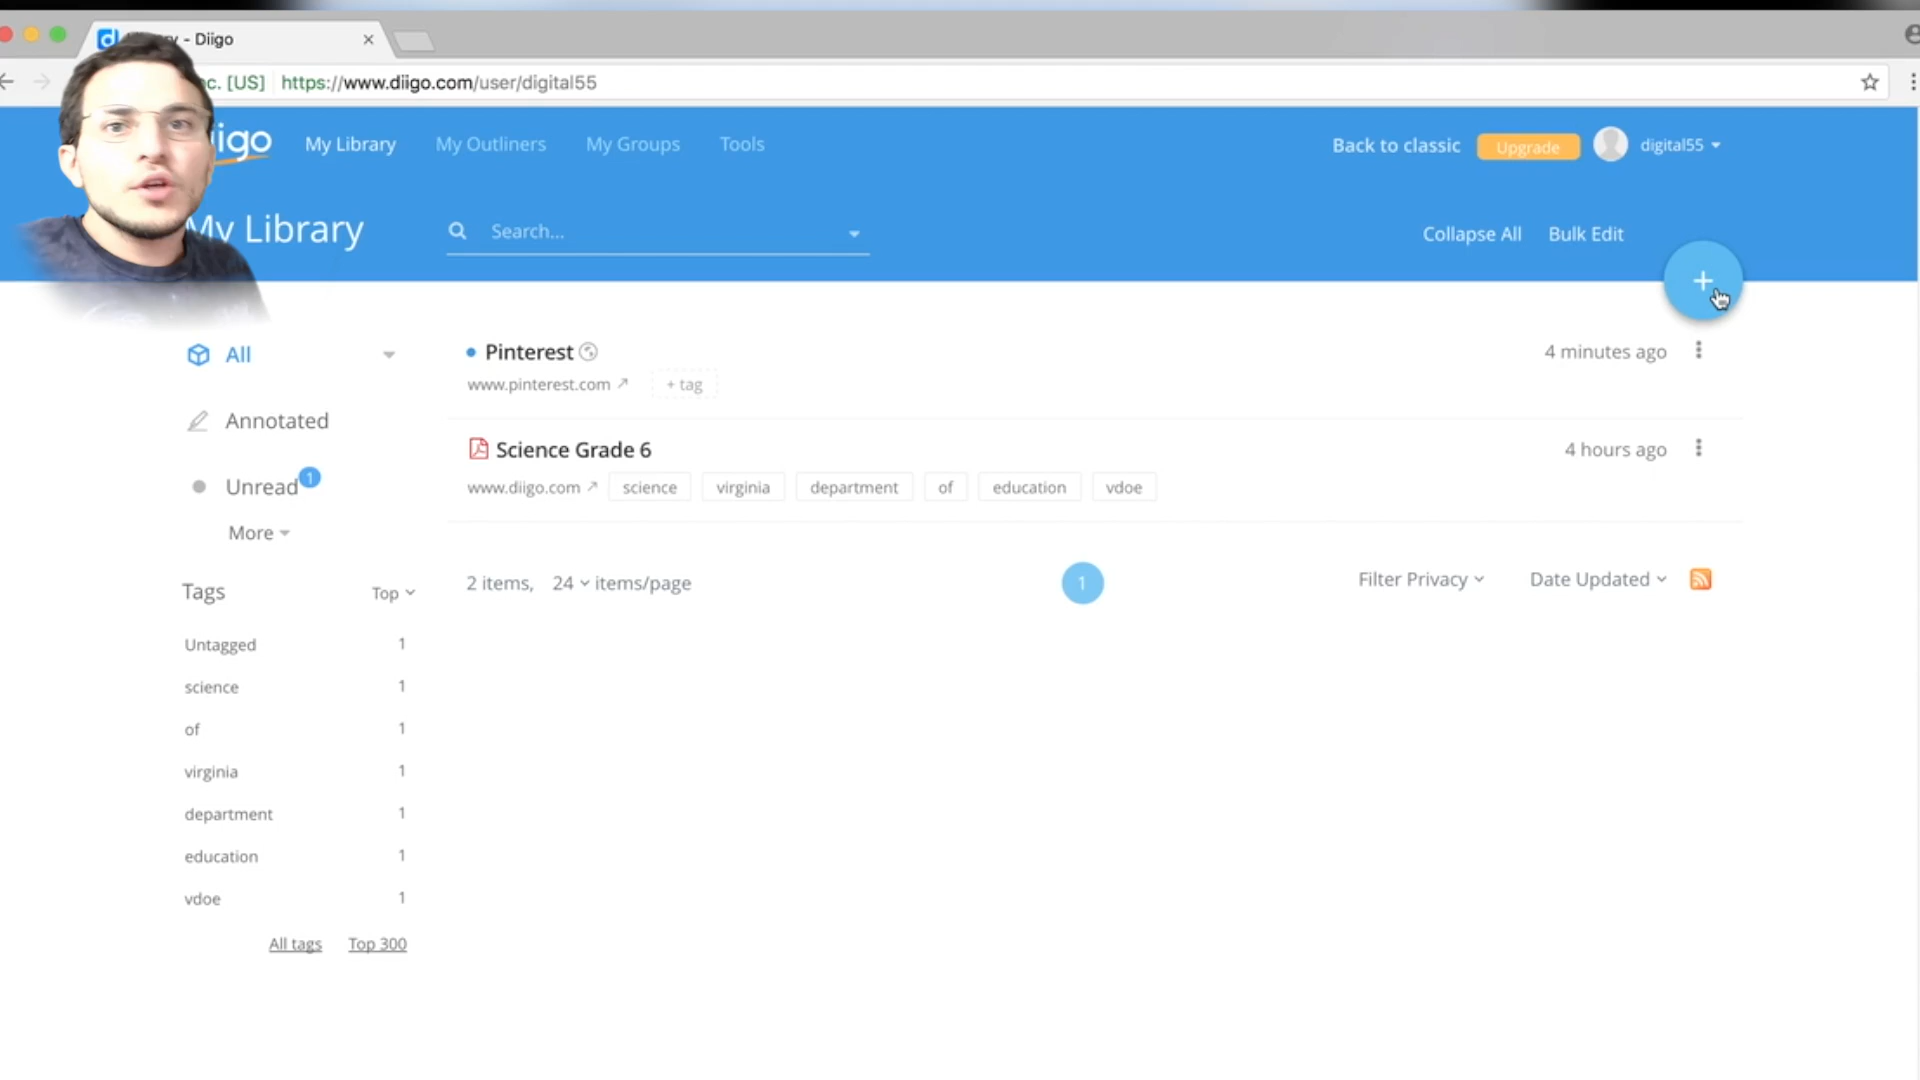 - Diigo
c. [US] https://www.diigo.com/user/digital55
iigo My Library My Outliners My Groups Tools Back to classic Upgrade digital55
My Library Search... Collapse All Bulk Edit
+
All
Annotated
Unread 1
More
Tags Top
Untagged 1
science 1
of 1
virginia 1
department 1
education 1
vdoe 1
All tags Top 300
Pinterest 4 minutes ago
www.pinterest.com + tag
Science Grade 6 4 hours ago
www.diigo.com science virginia department of education vdoe
2 items, 24 items/page 1 Filter Privacy Date Updated